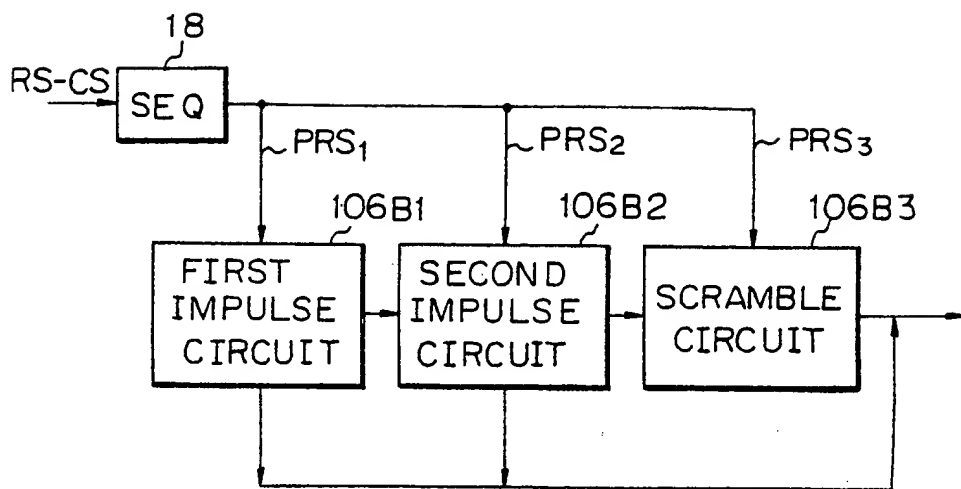 18
RS-CS
SEQ
PRS1
PRS2
PRS3
106B1
106B2
106B3
FIRST
IMPULSE
CIRCUIT
SECOND
IMPULSE
CIRCUIT
SCRAMBLE
CIRCUIT